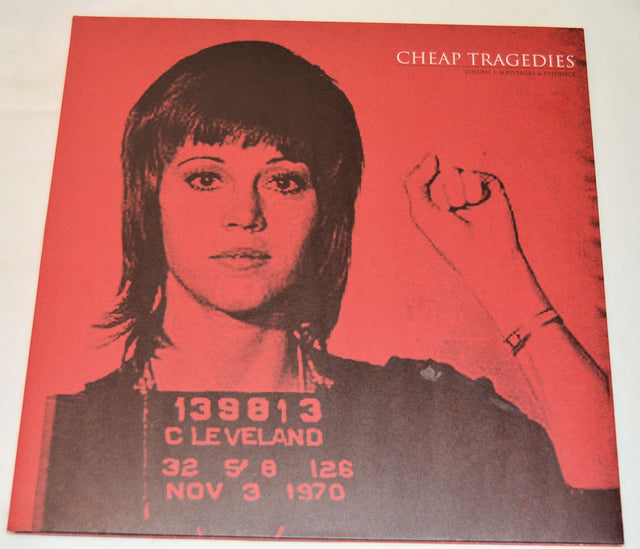 CHEAP TRAGEDIES
VOLUME 1: SOUVENIRS & EVIDENCE
139813
CLEVELAND
32 5/8 126
NOV 3 1970